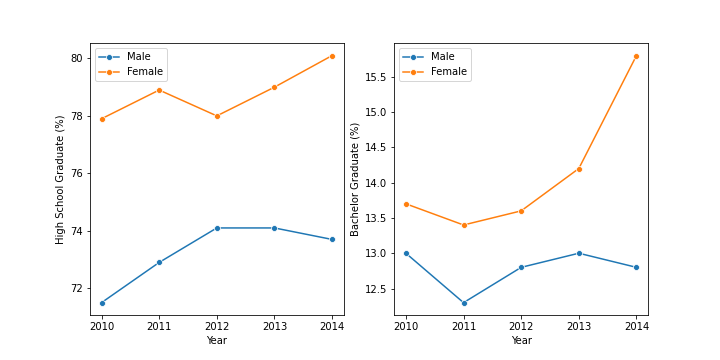 Male
Female
80
78
76
74
72
High School Graduate (%)
2010 2011 2012 2013 2014
Year
Male
Female
15.5
15.0
14.5
14.0
13.5
13.0
12.5
Bachelor Graduate (%)
2010 2011 2012 2013 2014
Year